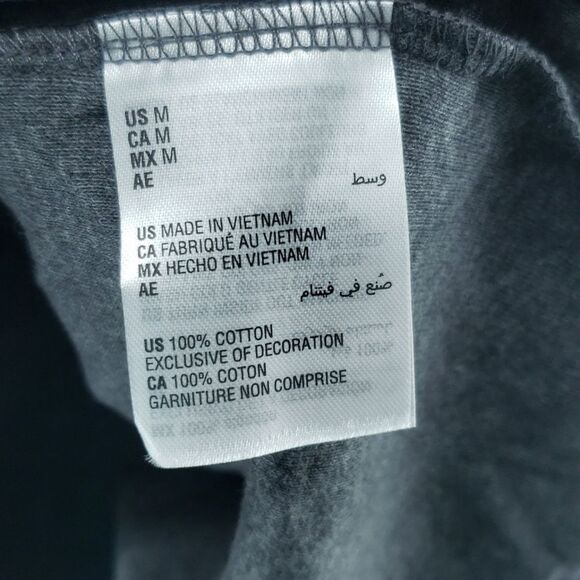 US M
CA M
MX M
AE وسط
US MADE IN VIETNAM
CA FABRIQUÉ AU VIETNAM
MX HECHO EN VIETNAM
AE صُنع في فيتنام
US 100% COTTON
EXCLUSIVE OF DECORATION
CA 100% COTON
GARNITURE NON COMPRISE